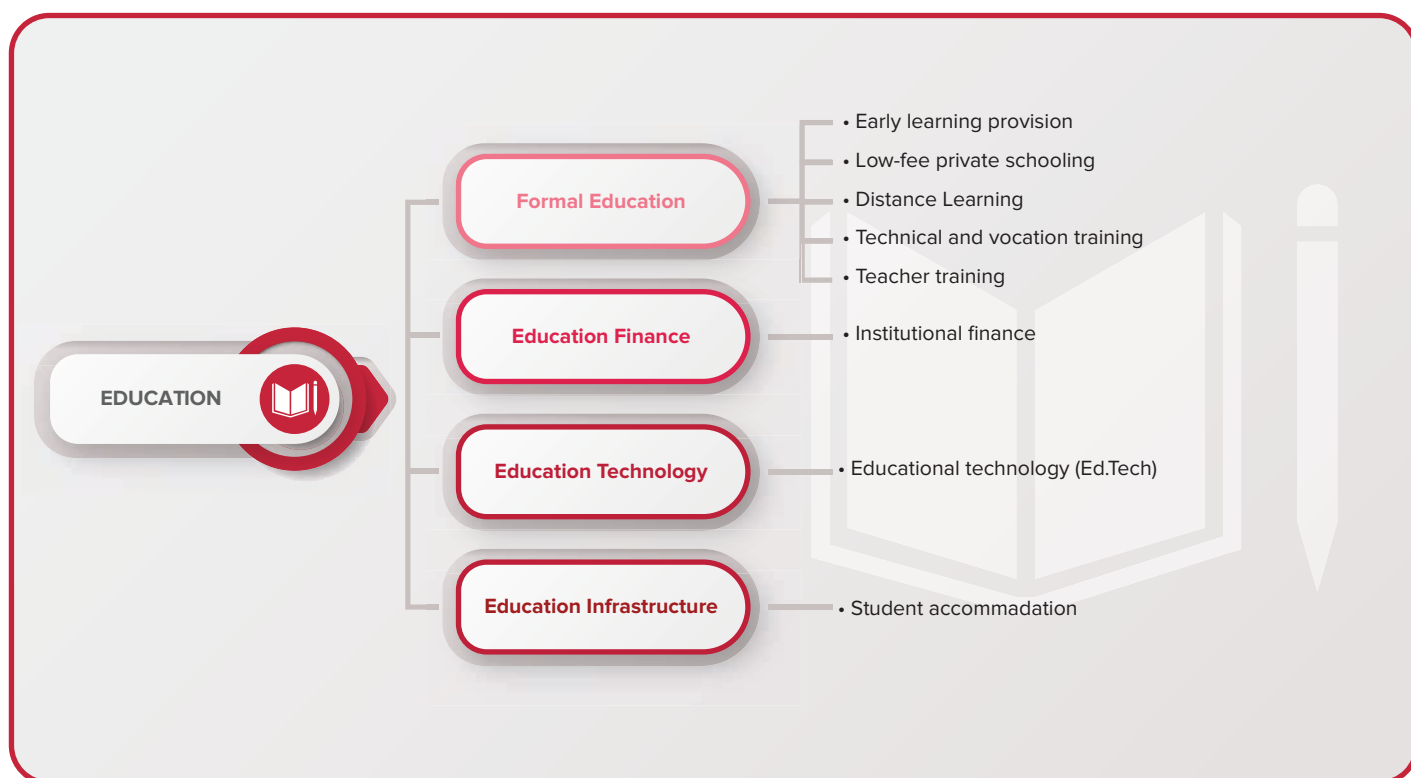 EDUCATION
Formal Education
• Early learning provision
• Low-fee private schooling
• Distance Learning
• Technical and vocation training
• Teacher training
Education Finance
• Institutional finance
Education Technology
• Educational technology (Ed.Tech)
Education Infrastructure
• Student accommadation